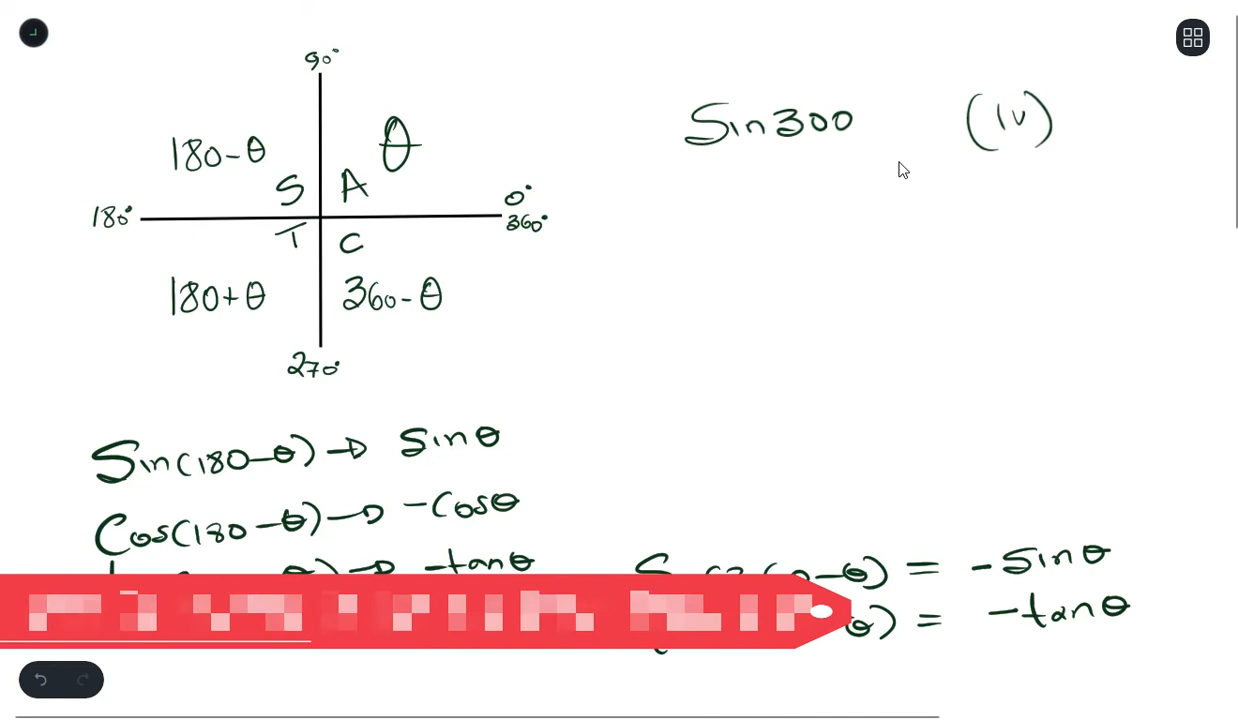 90°
Sin300 (iv)
180-θ θ
S A
180° 0°
360°
T C
180+θ 360-θ
270°
Sin(180-θ)→ Sinθ
Cos(180-θ)→ -Cosθ
θ)→ -tanθ
-θ) = -Sinθ
θ) = -tanθ